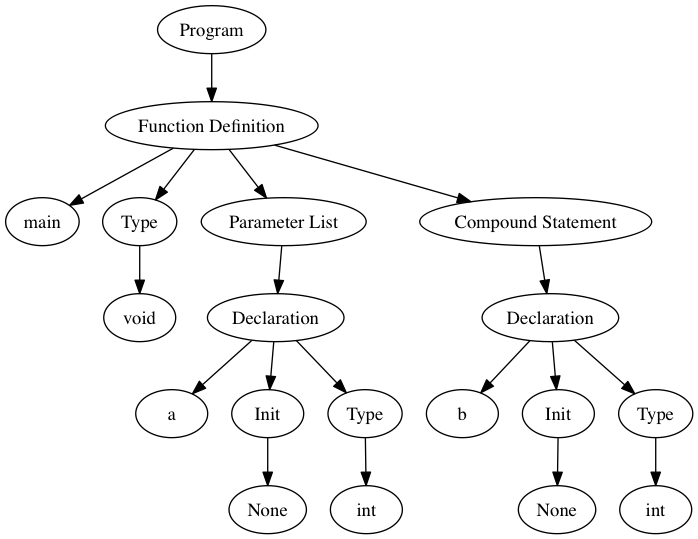 Program
Function Definition
main
Type
Parameter List
Compound Statement
void
Declaration
Declaration
a
Init
Type
b
Init
Type
None
int
None
int